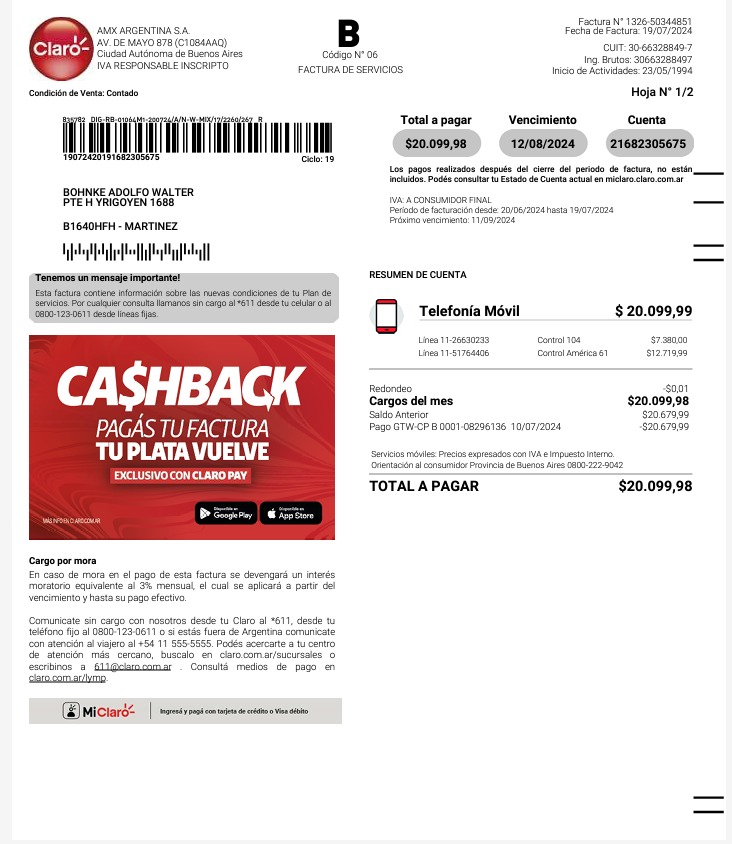 Claro
AMX ARGENTINA S.A.
AV. DE MAYO 878 (C1084AAQ)
Ciudad Autónoma de Buenos Aires
IVA RESPONSABLE INSCRIPTO
B
Código N° 06
FACTURA DE SERVICIOS
Factura N° 1326-50344851
Fecha de Factura: 19/07/2024
CUIT: 30-66328849-7
Ing. Brutos: 30663288497
Inicio de Actividades: 23/05/1994
Condición de Venta: Contado
Hoja N° 1/2
835782 DIG-RB-01064M1-200724/A/N-W-MIX/17/2260/267 R
19072420191682305675
Ciclo: 19
Total a pagar
$20.099,98
Vencimiento
12/08/2024
Cuenta
21682305675
Los pagos realizados después del cierre del periodo de factura, no están
incluidos. Podés consultar tu Estado de Cuenta actual en miclaro.claro.com.ar
BOHNKE ADOLFO WALTER
PTE H YRIGOYEN 1688
B1640HFH - MARTINEZ
IVA: A CONSUMIDOR FINAL
Período de facturación desde: 20/06/2024 hasta 19/07/2024
Próximo vencimiento: 11/09/2024
Tenemos un mensaje importante!
Esta factura contiene información sobre las nuevas condiciones de tu Plan de
servicios. Por cualquier consulta llamanos sin cargo al *611 desde tu celular o al
0800-123-0611 desde líneas fijas.
CA$HBACK
PAGÁS TU FACTURA
TU PLATA VUELVE
EXCLUSIVO CON CLARO PAY
MÁS INFO EN CLARO.COM.AR
Disponible en
Google Play
Disponible en
App Store
RESUMEN DE CUENTA
Telefonía Móvil $ 20.099,99
Línea 11-26630233 Control 104 $7.380,00
Línea 11-51764406 Control América 61 $12.719,99
Redondeo -$0,01
Cargos del mes $20.099,98
Saldo Anterior $20.679,99
Pago GTW-CP B 0001-08296136 10/07/2024 -$20.679,99
Servicios móviles: Precios expresados con IVA e Impuesto Interno.
Orientación al consumidor Provincia de Buenos Aires 0800-222-9042
TOTAL A PAGAR $20.099,98
Cargo por mora
En caso de mora en el pago de esta factura se devengará un interés
moratorio equivalente al 3% mensual, el cual se aplicará a partir del
vencimiento y hasta su pago efectivo.
Comunicate sin cargo con nosotros desde tu Claro al *611, desde tu
teléfono fijo al 0800-123-0611 o si estás fuera de Argentina comunicate
con atención al viajero al +54 11 555-5555. Podés acercarte a tu centro
de atención más cercano, buscalo en claro.com.ar/sucursales o
escribinos a 611@claro.com.ar . Consultá medios de pago en
claro.com.ar/lymp.
MiClaro
Ingresá y pagá con tarjeta de crédito o Visa débito